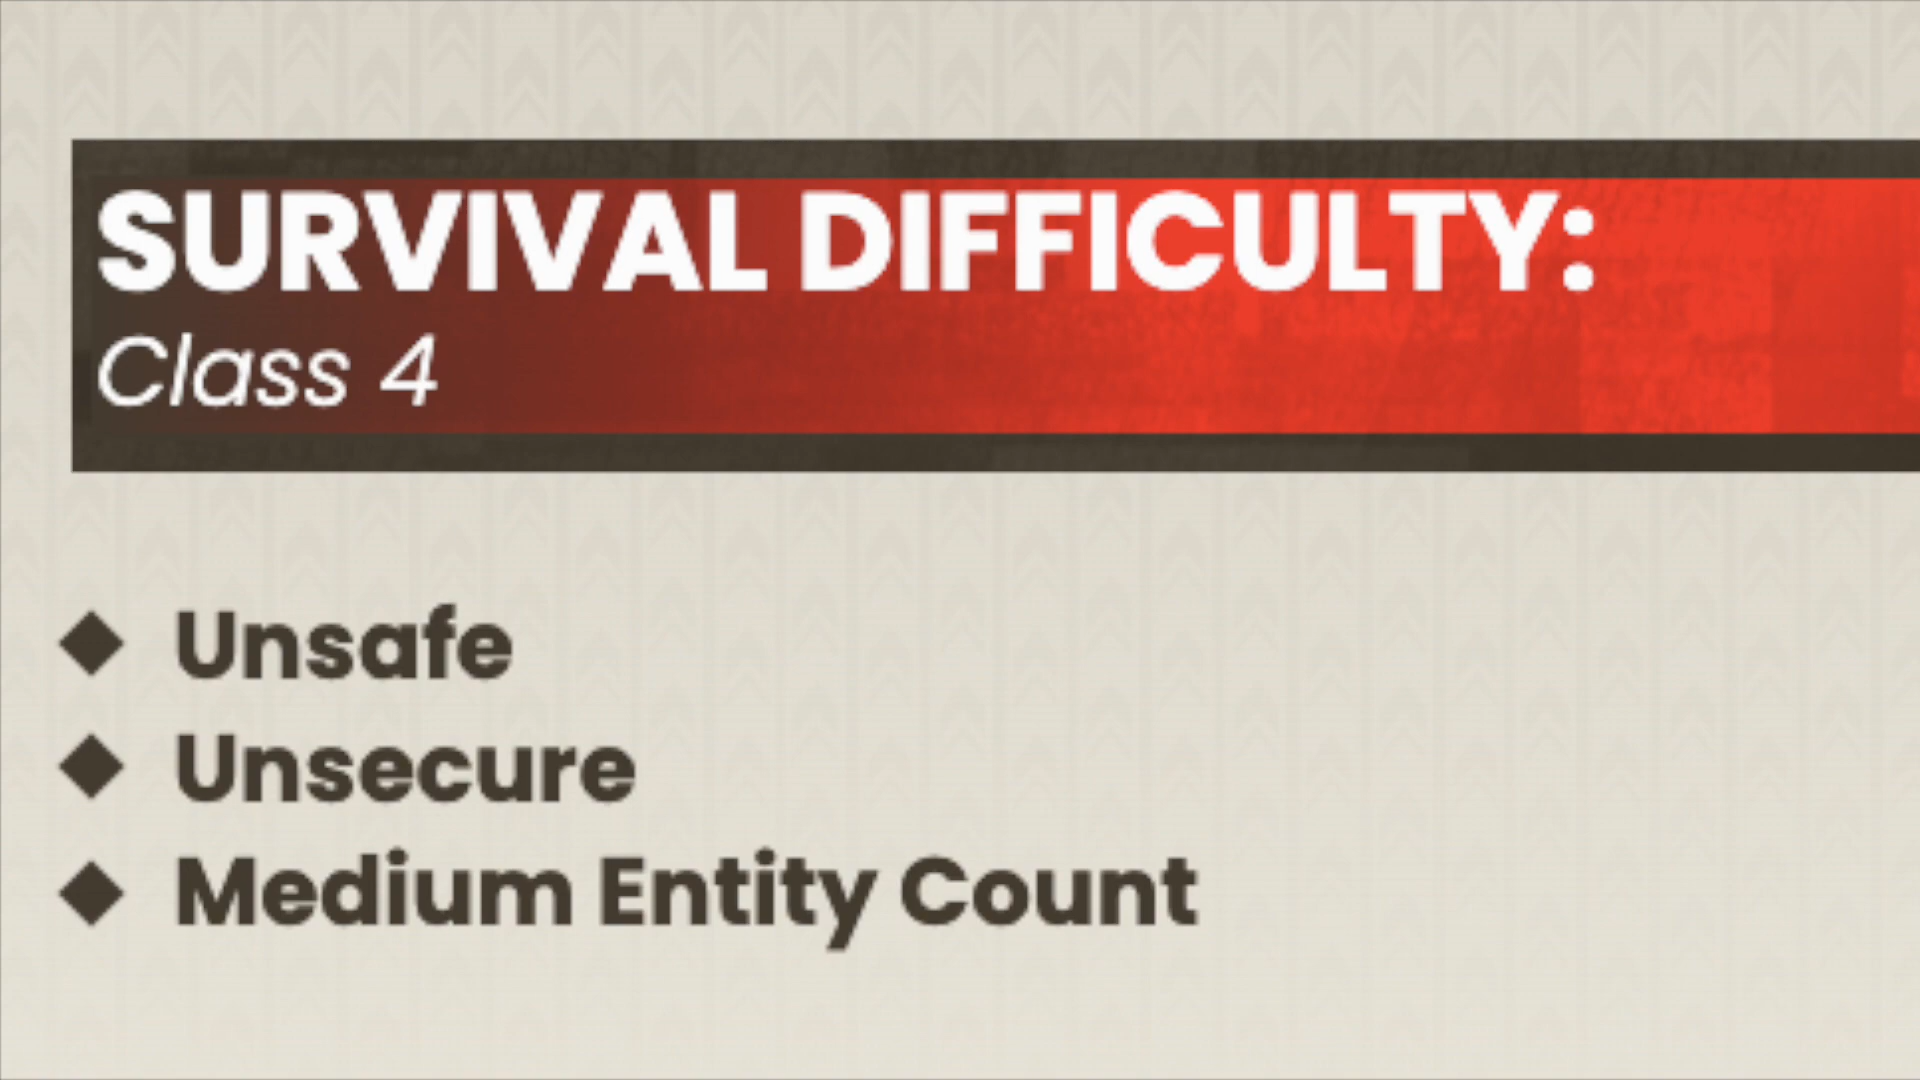 SURVIVAL DIFFICULTY:
Class 4
Unsafe
Unsecure
Medium Entity Count